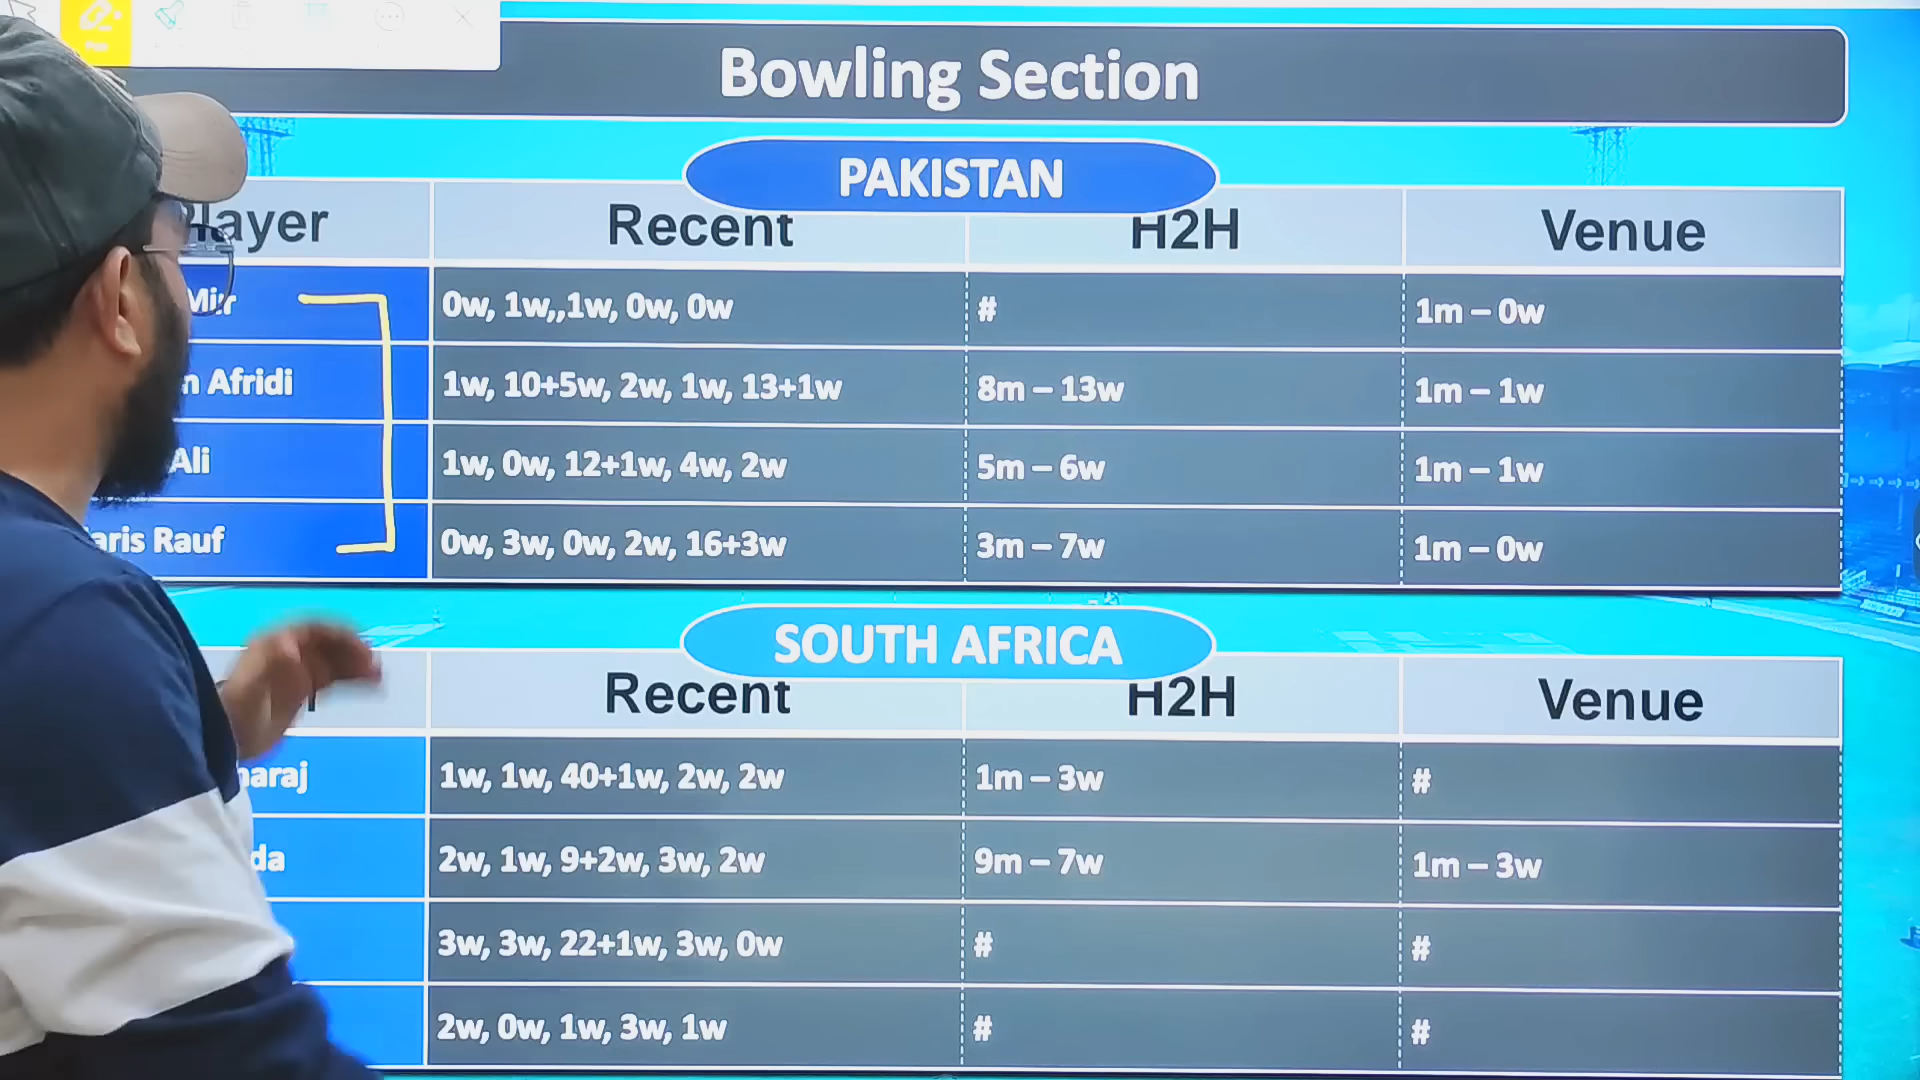 Bowling Section
PAKISTAN
Player Recent H2H Venue
Mir 0w, 1w,,1w, 0w, 0w # 1m – 0w
Afridi 1w, 10+5w, 2w, 1w, 13+1w 8m – 13w 1m – 1w
Ali 1w, 0w, 12+1w, 4w, 2w 5m – 6w 1m – 1w
aris Rauf 0w, 3w, 0w, 2w, 16+3w 3m – 7w 1m – 0w
SOUTH AFRICA
Recent H2H Venue
haraj 1w, 1w, 40+1w, 2w, 2w 1m – 3w #
da 2w, 1w, 9+2w, 3w, 2w 9m – 7w 1m – 3w
3w, 3w, 22+1w, 3w, 0w # #
2w, 0w, 1w, 3w, 1w # #